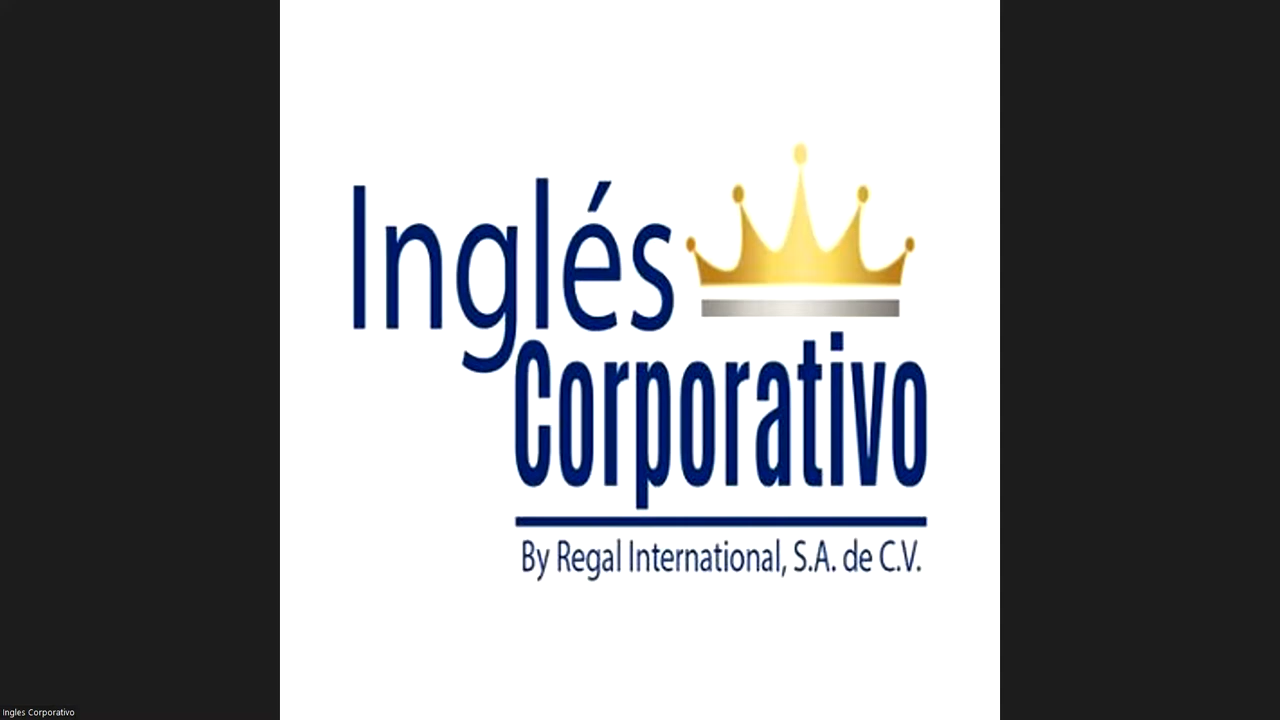 Inglés
Corporativo
By Regal International, S.A. de C.V.
Ingles Corporativo